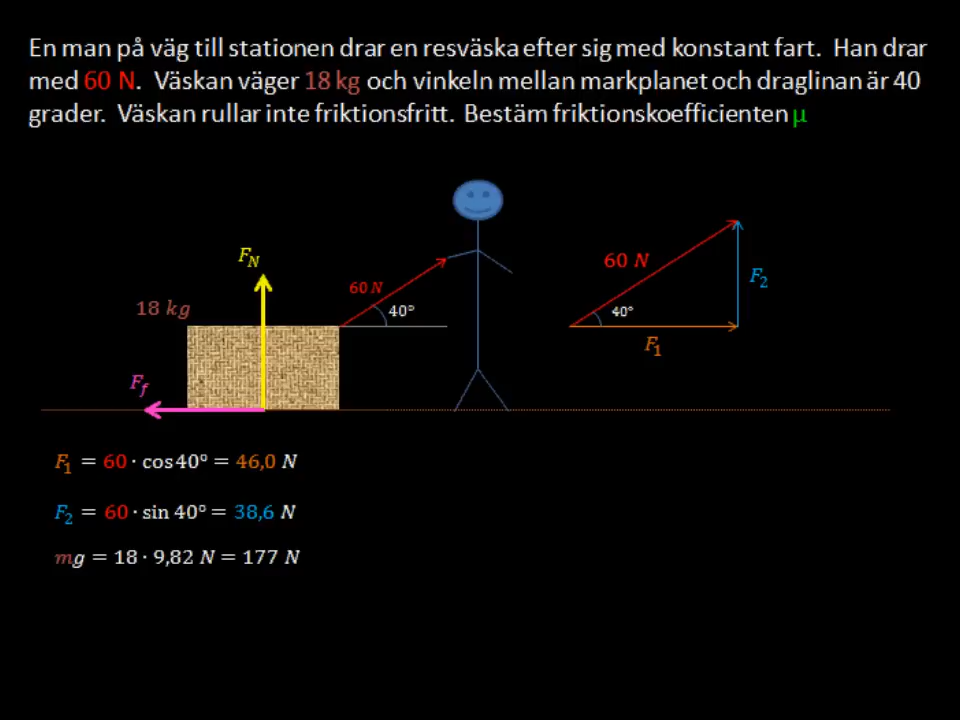 En man på väg till stationen drar en resväska efter sig med konstant fart. Han drar
med 60 N. Väskan väger 18 kg och vinkeln mellan markplanet och draglinan är 40
grader. Väskan rullar inte friktionsfritt. Bestäm friktionskoefficienten µ
F_N
60 N
60 N
F_2
18 kg
40°
40°
F_1
F_f
F_1 = 60 · cos 40° = 46,0 N
F_2 = 60 · sin 40° = 38,6 N
mg = 18 · 9,82 N = 177 N